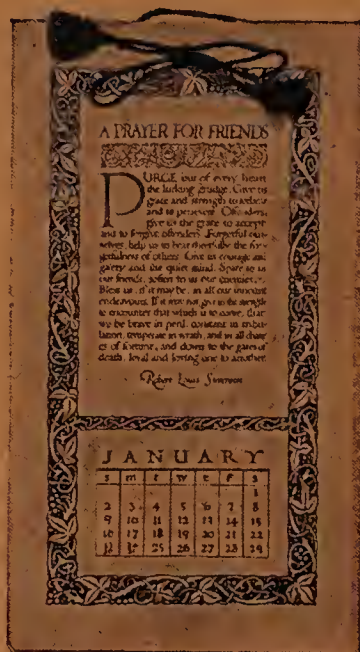 A PRAYER FOR FRIENDS
PURGE out of every heart
the lurking grudge. Give us
grace and strength to forbear
and to persevere. Offenders,
give us the grace to accept
and to forgive offenders. Forgetful our-
selves, help us to bear cheerfully the for-
getfulness of others. Give us courage and
gaiety and the quiet mind. Spare to us
our friends, soften to us our enemies.
Bless us, if it may be, in all our innocent
endeavours. If it may not, give us the strength
to encounter that which is to come, that
we be brave in peril, constant in tribu-
lation, temperate in wrath, and in all chang-
es of fortune, and down to the gates of
death, loyal and loving one to another.
Robert Louis Stevenson
JANUARY
S M T W T F S
1
2 3 4 5 6 7 8
9 10 11 12 13 14 15
16 17 18 19 20 21 22
25 26 27 28 29